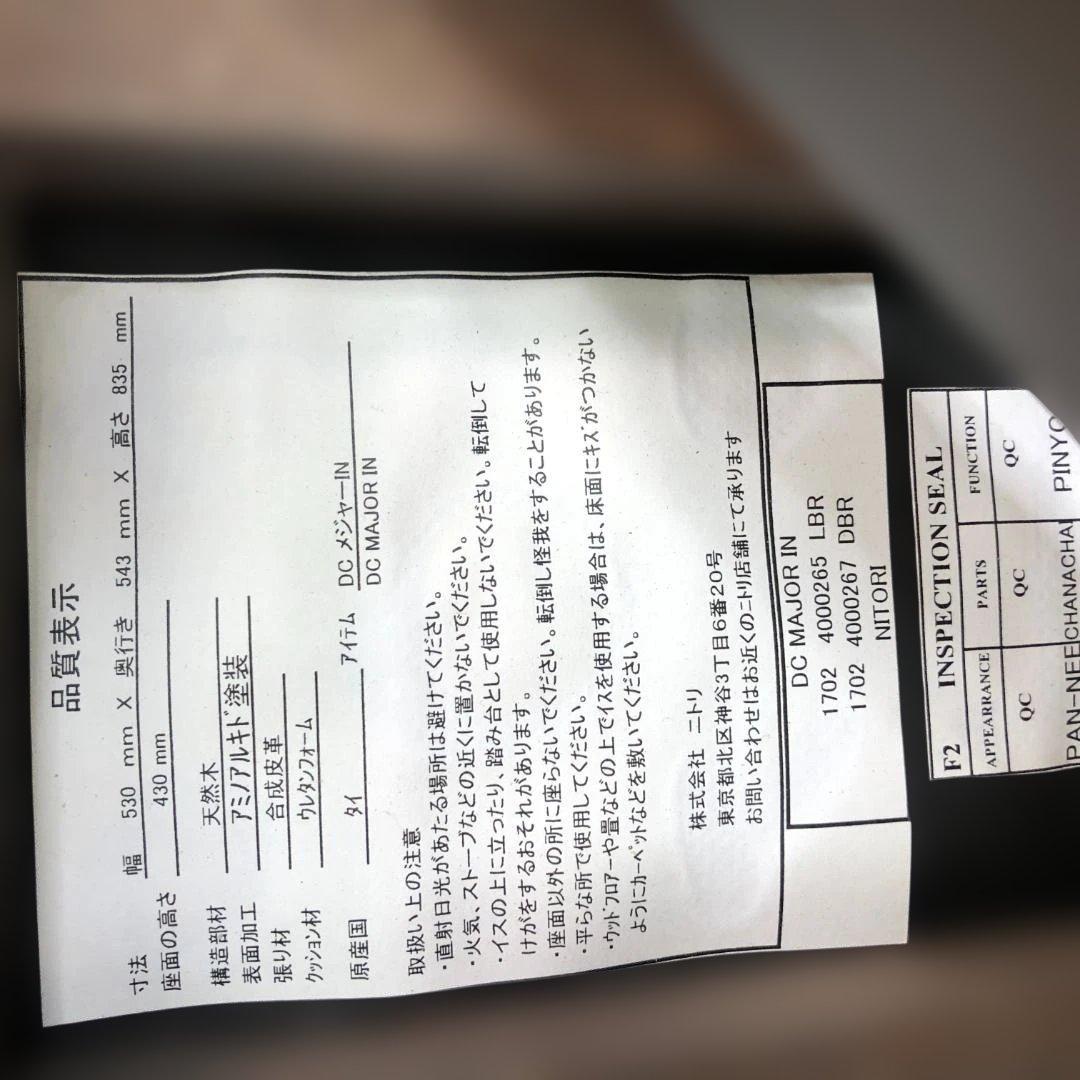 品質表示
寸法 幅 530 mm X 奥行き 543 mm X 高さ 835 mm
座面の高さ 430 mm
構造部材 天然木
表面加工 アミノアルキド塗装
張り材 合成皮革
クッション材 ウレタンフォーム
原産国 タイ アイテム DC メジャーIN
DC MAJOR IN
取扱い上の注意
・直射日光があたる場所は避けてください。
・火気、ストーブなどの近くに置かないでください。
・イスの上に立ったり、踏み台として使用しないでください。転倒して
けがをするおそれがあります。
・座面以外の所に座らないでください。転倒し怪我をすることがあります。
・平らな所で使用してください。
・ウッドフロアーや畳などの上でイスを使用する場合は、床面にキズがつかない
ようにカーペットなどを敷いてください。
株式会社 ニトリ
東京都北区神谷3丁目6番20号
お問い合わせはお近くのニトリ店舗にて承ります
DC MAJOR IN
1702 4000265 LBR
1702 4000267 DBR
NITORI
F2 INSPECTION SEAL
APPEARRANCE PARTS FUNCTION
QC QC QC
PAN-NEECHANACHAI PINYO